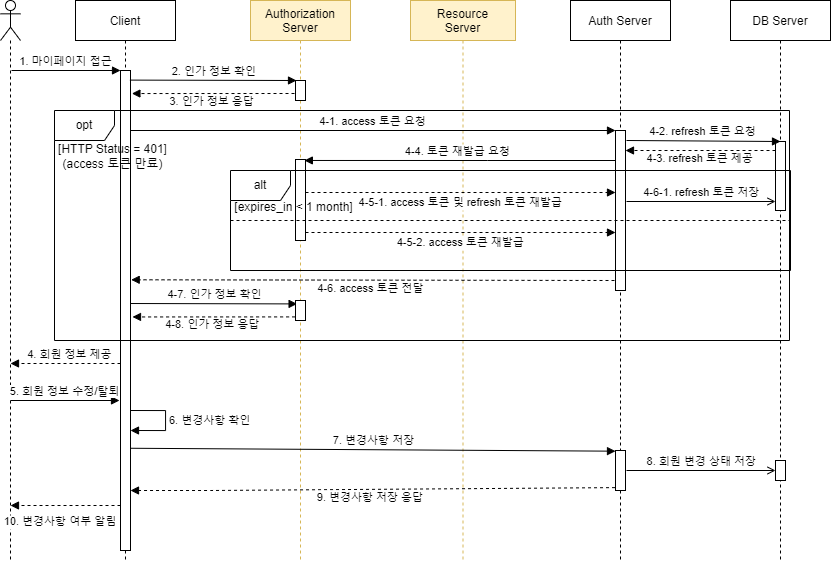 Client
Authorization
Server
Resource
Server
Auth Server
DB Server
1. 마이페이지 접근
2. 인가 정보 확인
3. 인가 정보 응답
opt
[HTTP Status = 401]
(access 토큰 만료)
4-1. access 토큰 요청
4-2. refresh 토큰 요청
4-3. refresh 토큰 제공
4-4. 토큰 재발급 요청
alt
[expires_in < 1 month]
4-5-1. access 토큰 및 refresh 토큰 재발급
4-6-1. refresh 토큰 저장
4-5-2. access 토큰 재발급
4-6. access 토큰 전달
4-7. 인가 정보 확인
4-8. 인가 정보 응답
4. 회원 정보 제공
5. 회원 정보 수정/탈퇴
6. 변경사항 확인
7. 변경사항 저장
8. 회원 변경 상태 저장
9. 변경사항 저장 응답
10. 변경사항 여부 알림